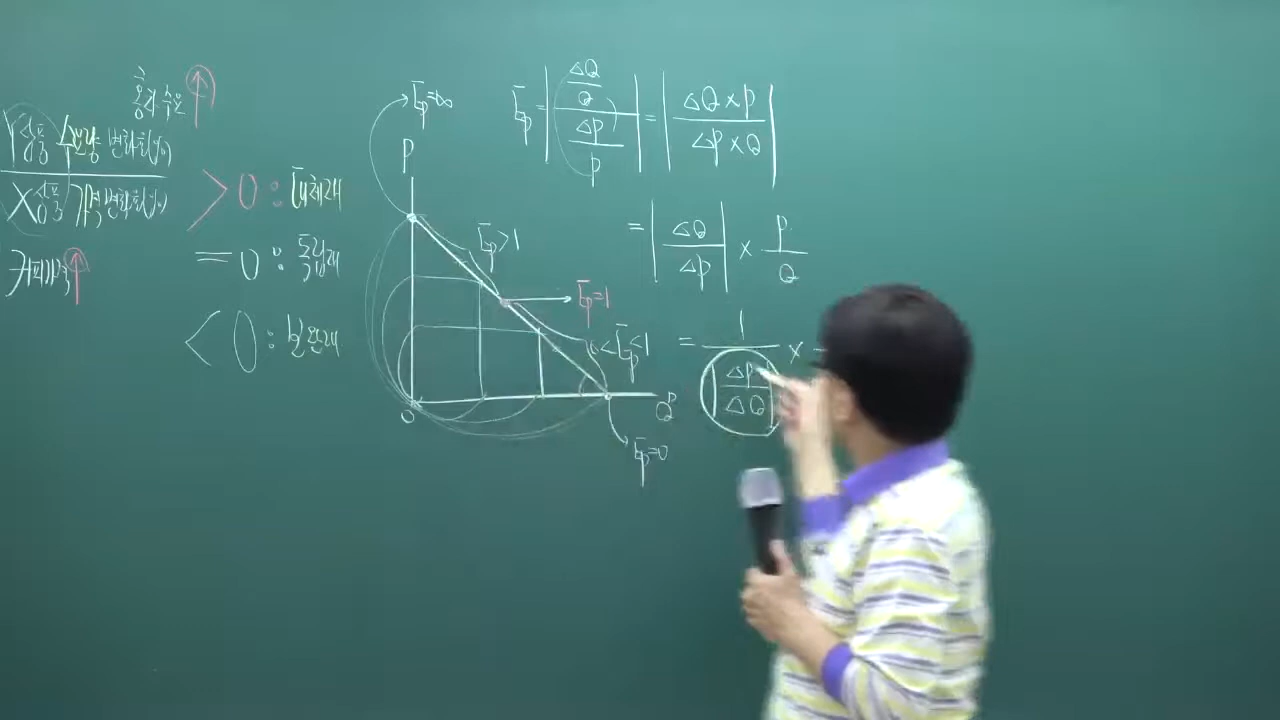 홍차 수요 ↑
Y상품 수요량 변화율(%)
X상품 가격 변화율(%)
커피가격 ↑
> 0 : 대체재
= 0 : 독립재
< 0 : 보완재
Ep=∞
P
Ep>1
Ep=1
0<Ep<1
Ep=0
0
Q
Ep = | (ΔQ/Q) / (ΔP/P) | = | ΔQ×P / ΔP×Q |
= | ΔQ/ΔP | × P/Q
= 1 / |ΔP/ΔQ| ×